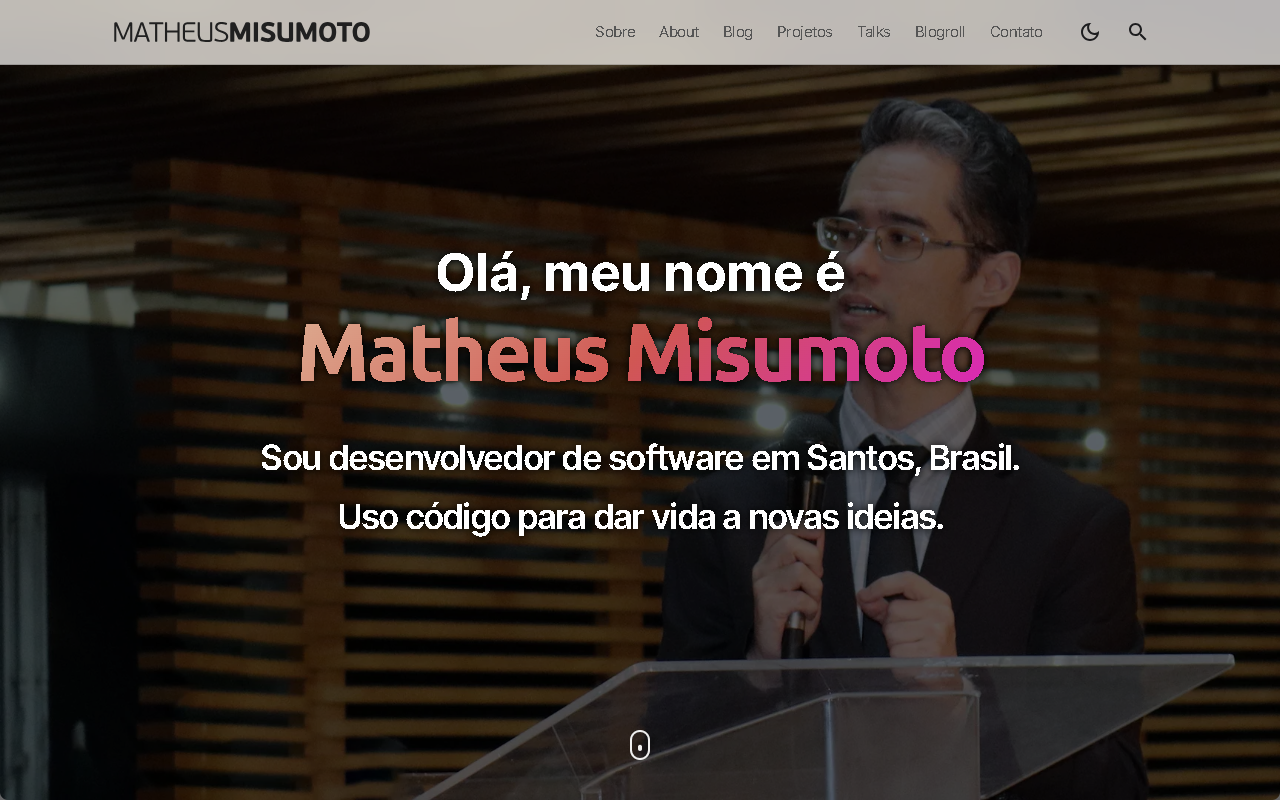 MATHEUSMISUMOTO
Sobre About Blog Projetos Talks Blogroll Contato
Olá, meu nome é
Matheus Misumoto
Sou desenvolvedor de software em Santos, Brasil.
Uso código para dar vida a novas ideias.